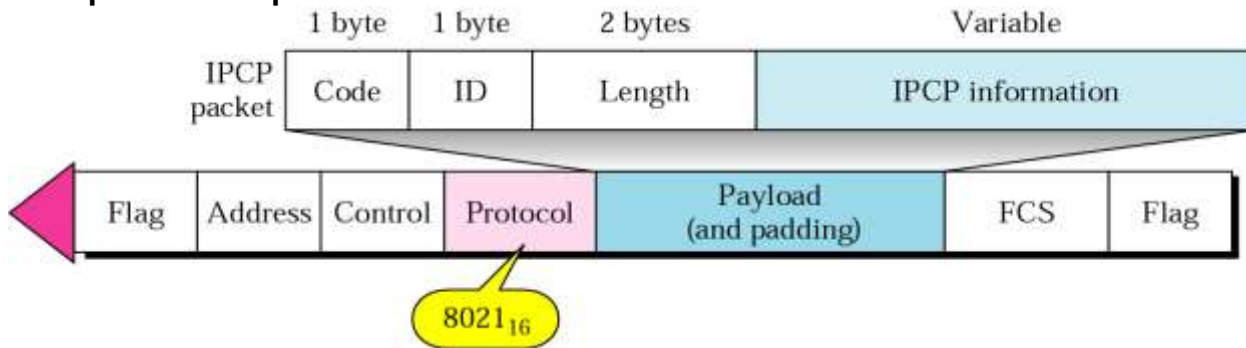 1 byte 1 byte 2 bytes Variable
IPCP packet Code ID Length IPCP information
Flag Address Control Protocol Payload (and padding) FCS Flag
8021₁₆